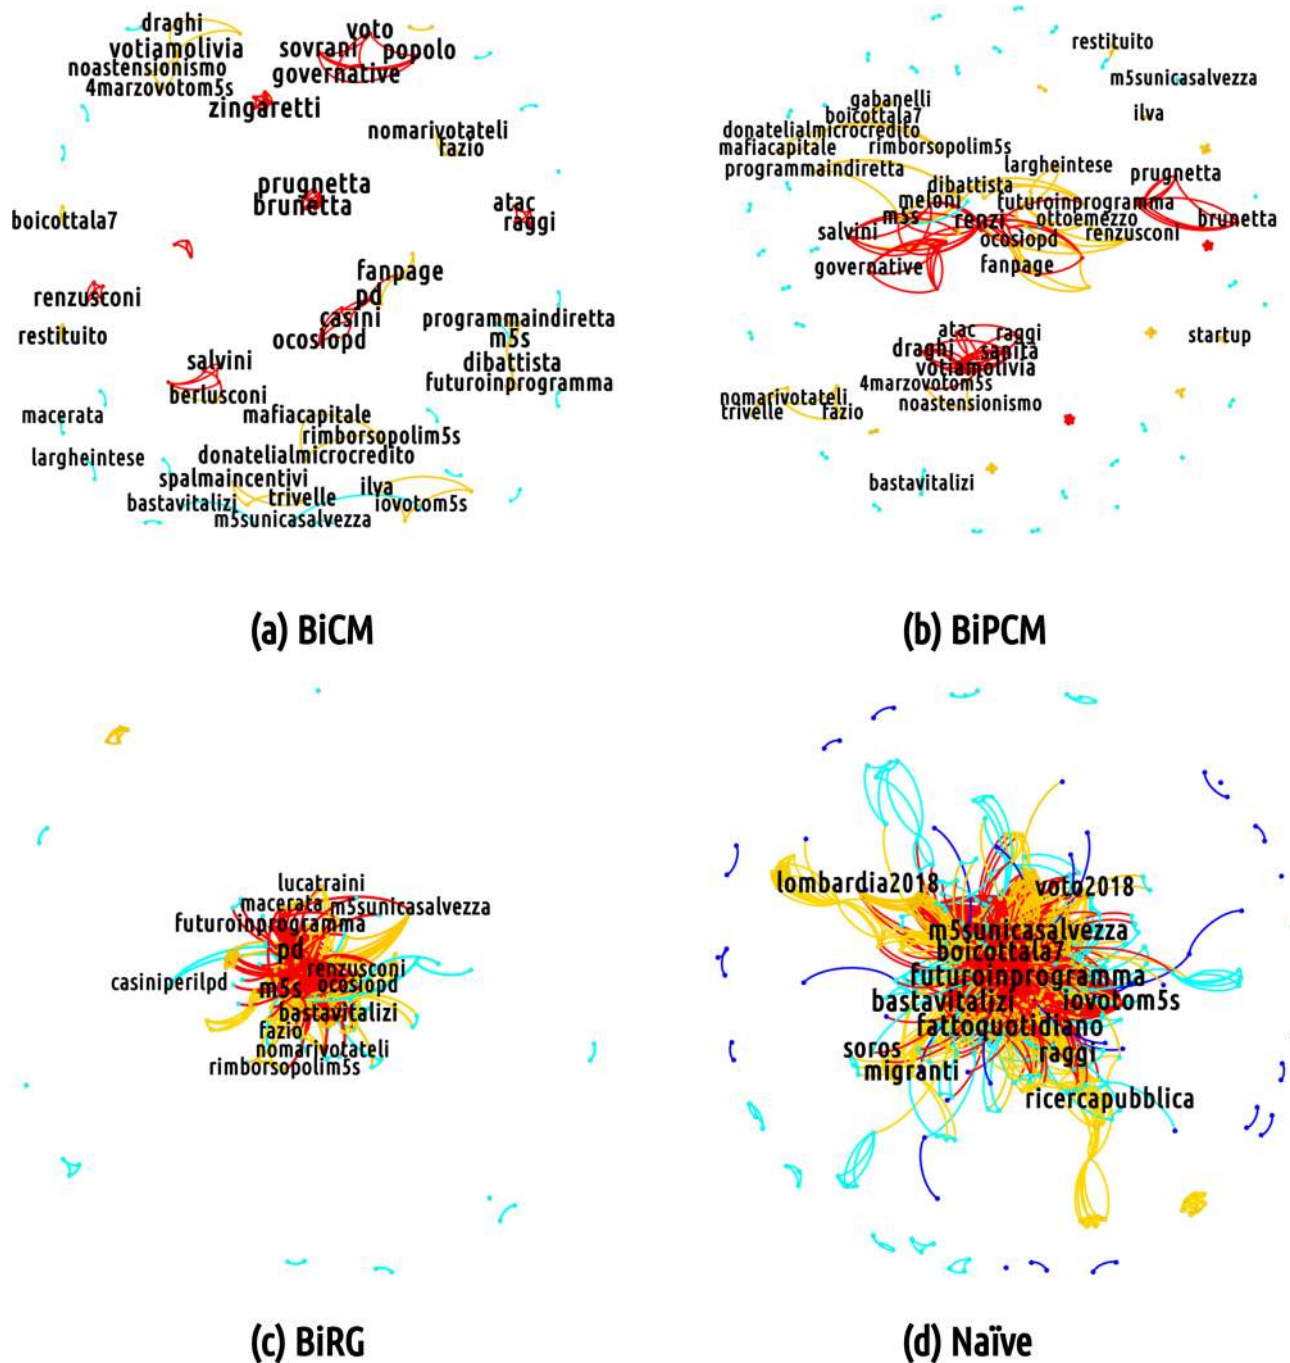 draghi
votiamolivia
noastensionismo
4marzovotom5s
voto
sovrani
popolo
governative
zingaretti
nomarivotateli
fazio
prugnetta
brunetta
atac
raggi
boicottala7
fanpage
pd
casini
ocosiopd
renzusconi
restituito
programmaindiretta
m5s
dibattista
futuroinprogramma
salvini
berlusconi
macerata
mafiacapitale
rimborsopolim5s
largheintese
donatelialmicrocredito
spalmaincentivi
ilva
bastavitalizi
trivelle
iovotom5s
m5sunicasalvezza
(a) BiCM
restituito
m5sunicasalvezza
gabanelli
boicottala7
ilva
donatelialmicrocredito
mafiacapitale
rimborsopolim5s
programmaindiretta
largheintese
prugnetta
dibattista
meloni
futuroinprogramma
m5s
renzi
ottoemezzo
brunetta
salvini
ocosiopd
renzusconi
governative
fanpage
atac
raggi
startup
draghi
sanità
votiamolivia
4marzovotom5s
nomarivotateli
noastensionismo
trivelle
fazio
bastavitalizi
(b) BiPCM
lucatraini
macerata
m5sunicasalvezza
futuroinprogramma
pd
renzusconi
casiniperilpd
m5s
ocosiopd
bastavitalizi
fazio
nomarivotateli
rimborsopolim5s
(c) BiRG
lombardia2018
voto2018
m5sunicasalvezza
boicottala7
futuroinprogramma
bastavitalizi
iovotom5s
fattoquotidiano
soros
raggi
migranti
ricercapubblica
(d) Naïve